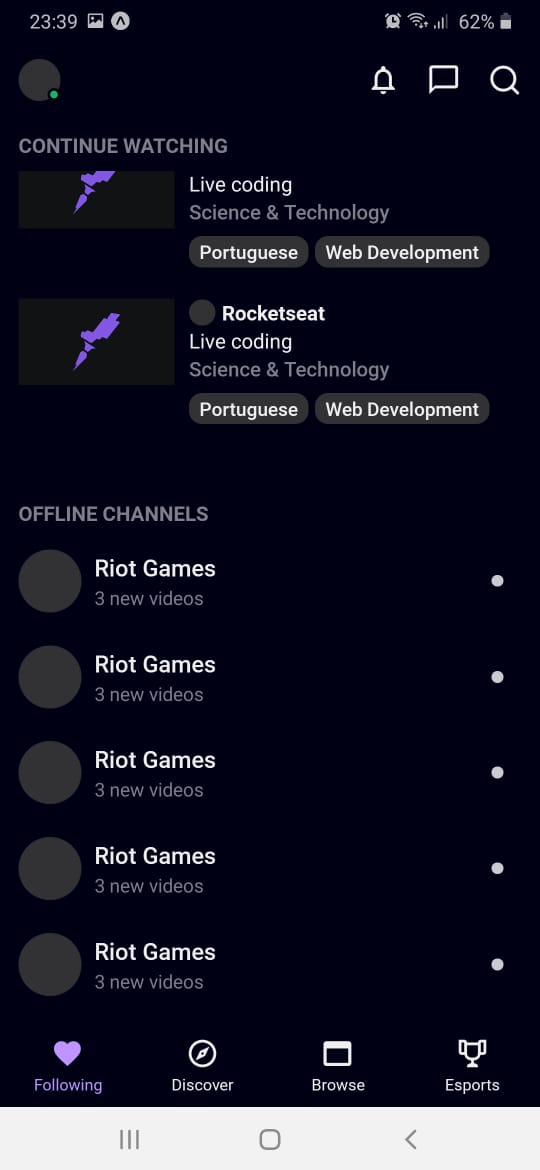 23:39
62%
CONTINUE WATCHING
Live coding
Science & Technology
Portuguese Web Development
Rocketseat
Live coding
Science & Technology
Portuguese Web Development
OFFLINE CHANNELS
Riot Games
3 new videos
Riot Games
3 new videos
Riot Games
3 new videos
Riot Games
3 new videos
Riot Games
3 new videos
Following Discover Browse Esports